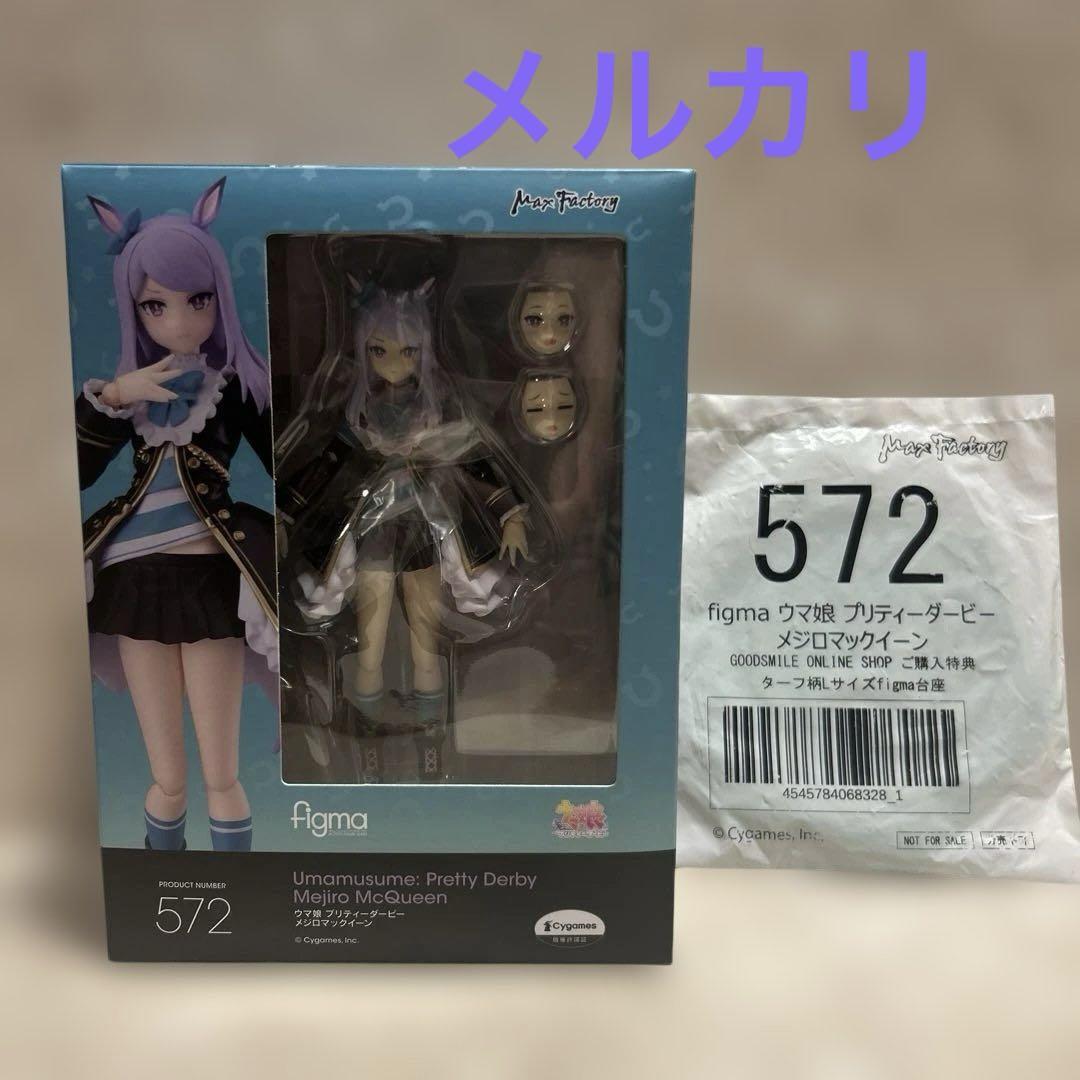 メルカリ
Max Factory
figma
PRODUCT NUMBER
572
Umamusume: Pretty Derby
Mejiro McQueen
ウマ娘 プリティーダービー
メジロマックイーン
© Cygames, Inc.
Cygames
Max Factory
572
figma ウマ娘 プリティーダービー
メジロマックイーン
GOODSMILE ONLINE SHOP ご購入特典
ターフ柄Lサイズfigma台座
4545784068328_1
© Cygames, Inc.
NOT FOR SALE